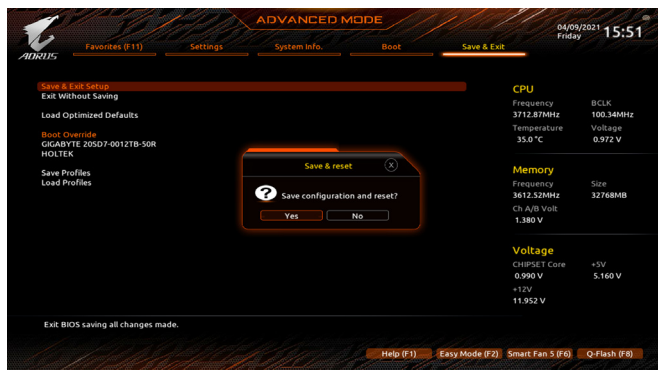 ADVANCED MODE
04/09/2021 15:51
Friday
AORUS
Favorites (F11) Settings System Info. Boot Save & Exit
Save & Exit Setup
Exit Without Saving
Load Optimized Defaults
Boot Override
GIGABYTE 20SD7-0012TB-50R
HOLTEK
Save Profiles
Load Profiles
Save & reset X
? Save configuration and reset?
Yes No
CPU
Frequency BCLK
3712.87MHz 100.34MHz
Temperature Voltage
35.0 °C 0.972 V
Memory
Frequency Size
3612.52MHz 32768MB
Ch A/B Volt
1.380 V
Voltage
CHIPSET Core +5V
0.990 V 5.160 V
+12V
11.952 V
Exit BIOS saving all changes made.
Help (F1) Easy Mode (F2) Smart Fan 5 (F6) Q-Flash (F8)